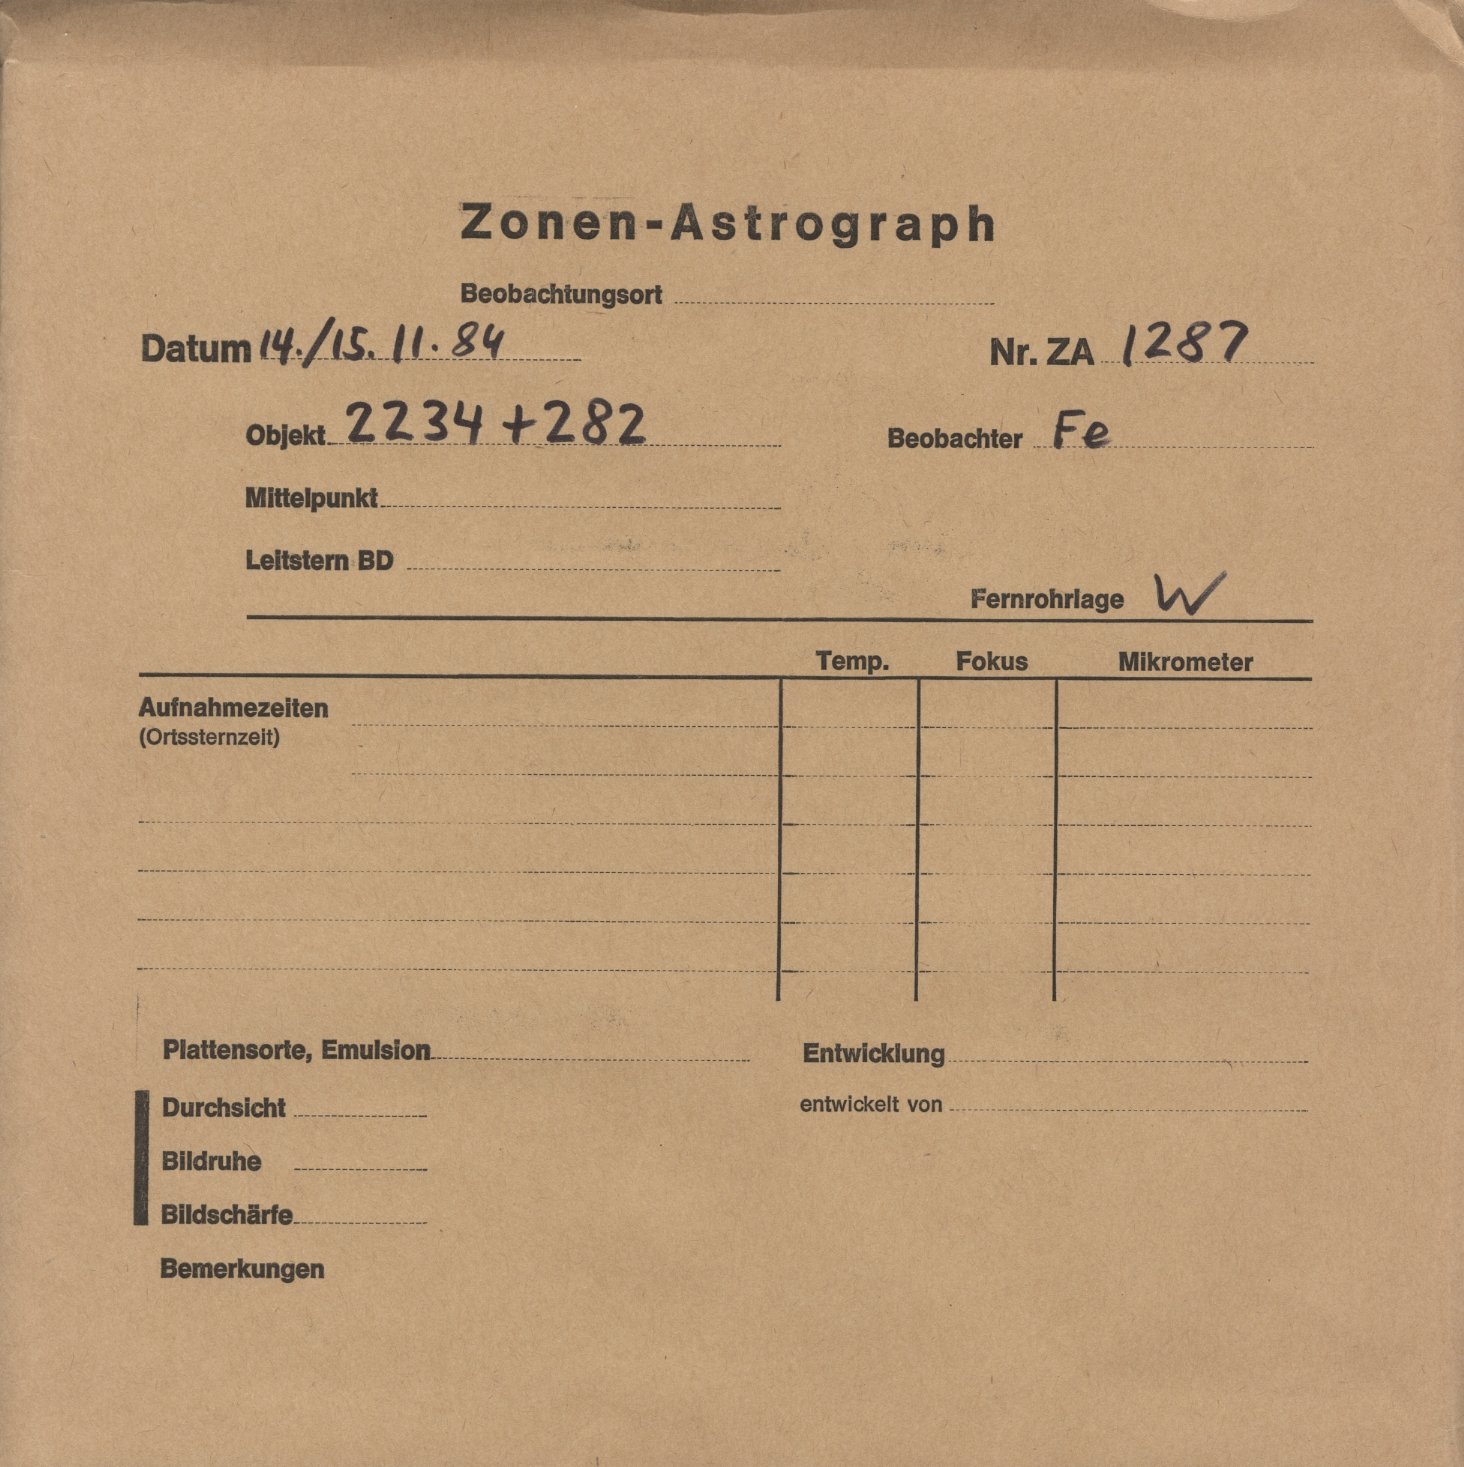 Zonen-Astrograph
Beobachtungsort
Datum 14./15. 11. 84 Nr. ZA 1287
Objekt 2234+282 Beobachter Fe
Mittelpunkt
Leitstern BD
Fernrohrlage W
Temp. Fokus Mikrometer
Aufnahmezeiten
(Ortssternzeit)
Plattensorte, Emulsion Entwicklung
Durchsicht entwickelt von
Bildruhe
Bildschärfe
Bemerkungen